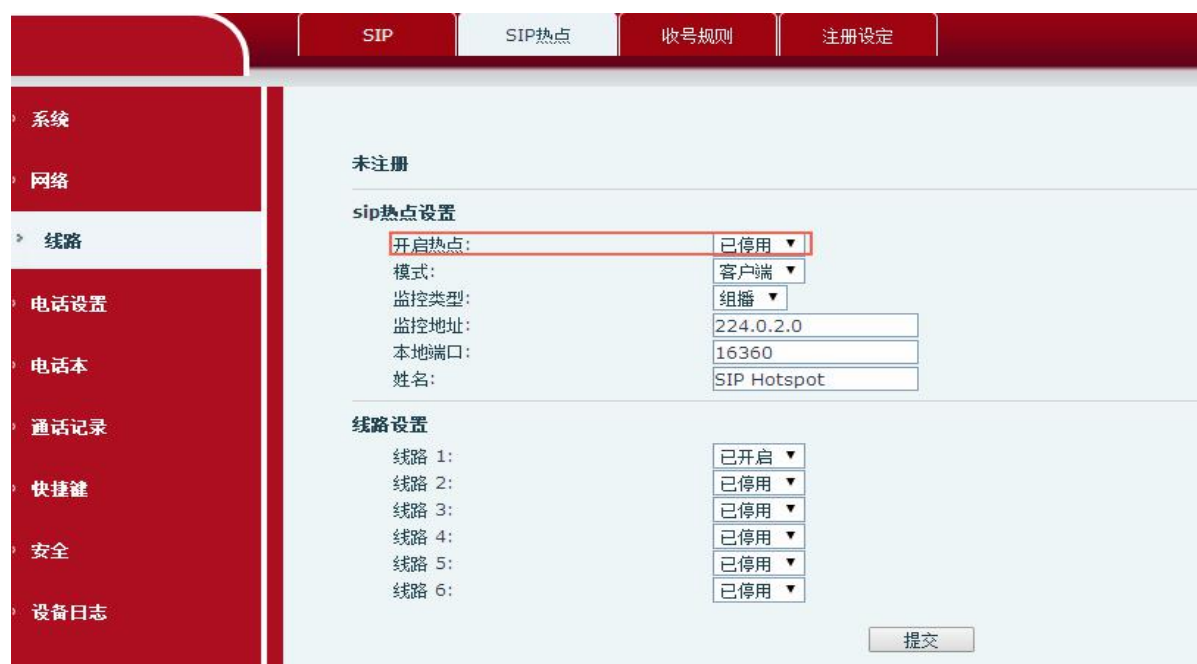 SIP SIP热点 收号规则 注册设定
系统
网络
线路
电话设置
电话本
通话记录
快捷键
安全
设备日志
未注册
sip热点设置
开启热点: 已停用
模式: 客户端
监控类型: 组播
监控地址: 224.0.2.0
本地端口: 16360
姓名: SIP Hotspot
线路设置
线路 1: 已开启
线路 2: 已停用
线路 3: 已停用
线路 4: 已停用
线路 5: 已停用
线路 6: 已停用
提交